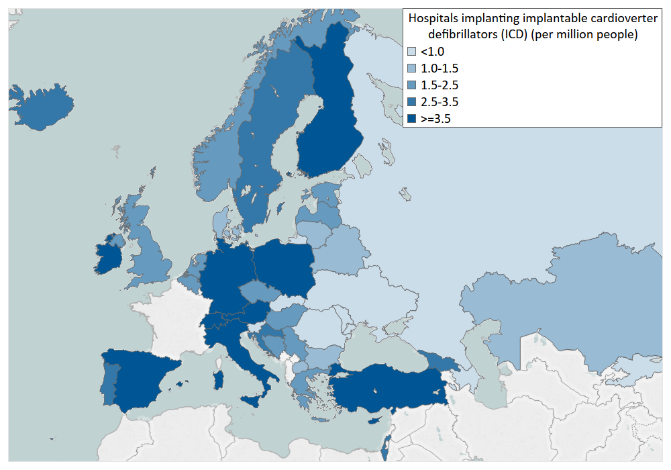 Hospitals implanting implantable cardioverter
defibrillators (ICD) (per million people)
<1.0
1.0-1.5
1.5-2.5
2.5-3.5
>=3.5